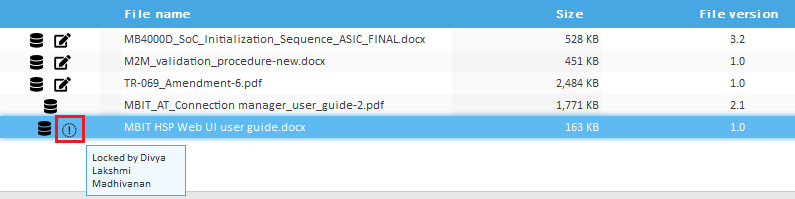 File name Size File version
MB4000D_SoC_Initialization_Sequence_ASIC_FINAL.docx 528 KB 3.2
M2M_validation_procedure-new.docx 451 KB 1.0
TR-069_Amendment-6.pdf 2,484 KB 1.0
MBIT_AT_Connection manager_user_guide-2.pdf 1,771 KB 2.1
MBIT HSP Web UI user guide.docx 163 KB 1.0
Locked by Divya
Lakshmi
Madhivanan